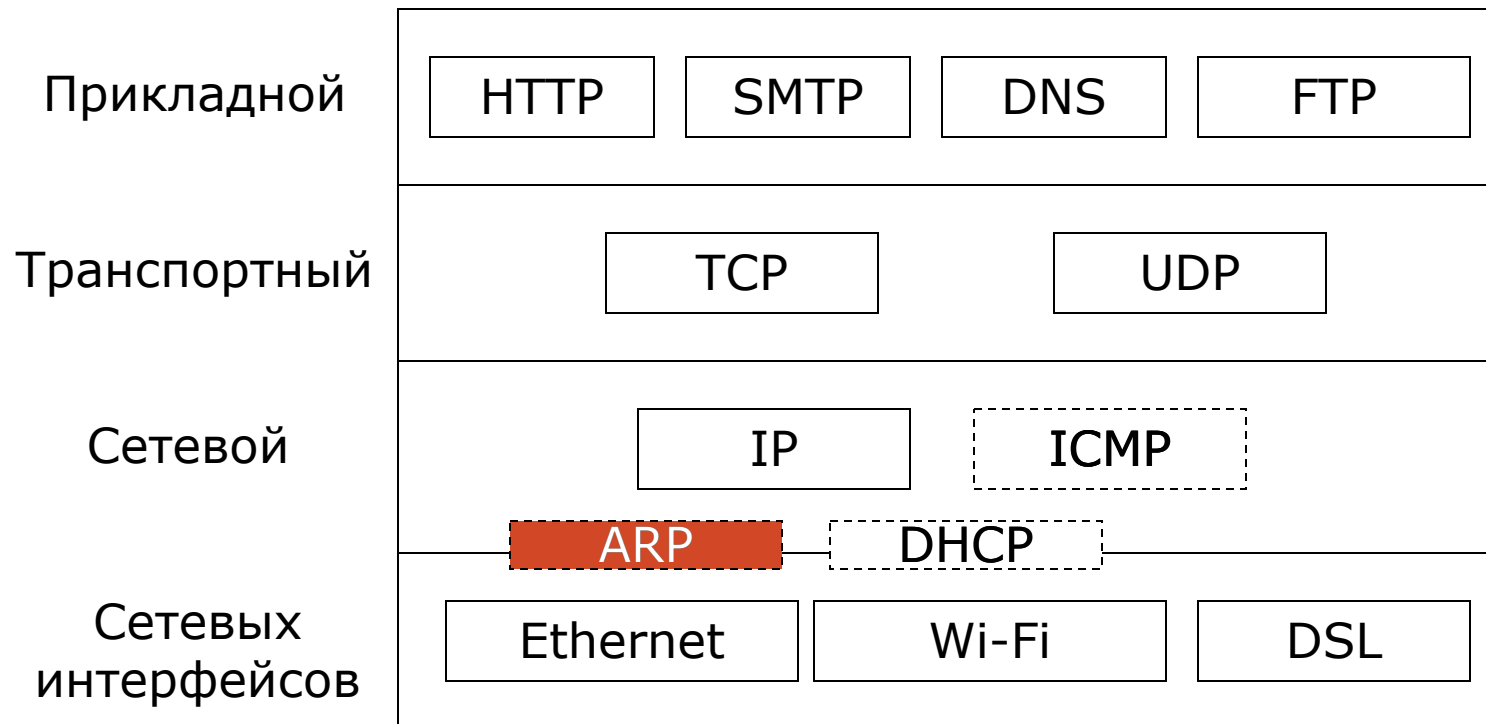 Прикладной
HTTP
SMTP
DNS
FTP
Транспортный
TCP
UDP
Сетевой
IP
ICMP
ARP
DHCP
Сетевых
интерфейсов
Ethernet
Wi-Fi
DSL